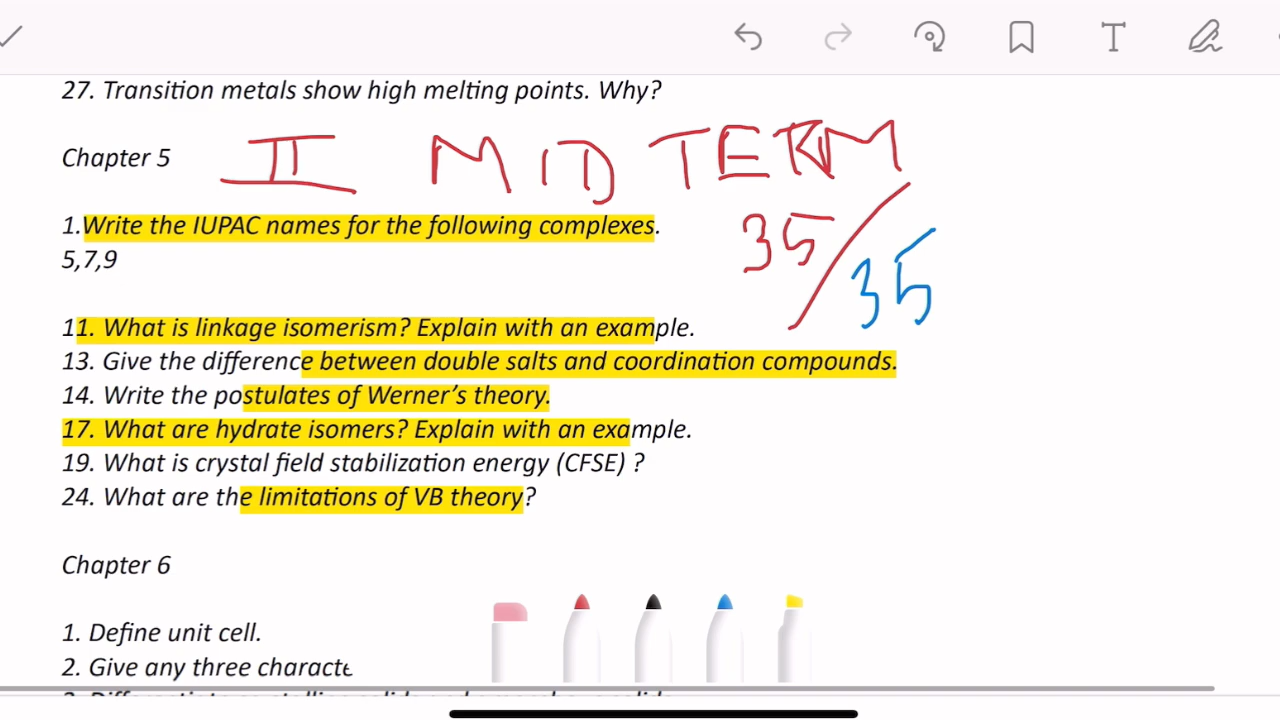 27. Transition metals show high melting points. Why?
Chapter 5
II MID TERM
1.Write the IUPAC names for the following complexes.
35/35
5,7,9
11. What is linkage isomerism? Explain with an example.
13. Give the difference between double salts and coordination compounds.
14. Write the postulates of Werner’s theory.
17. What are hydrate isomers? Explain with an example.
19. What is crystal field stabilization energy (CFSE) ?
24. What are the limitations of VB theory?
Chapter 6
1. Define unit cell.
2. Give any three